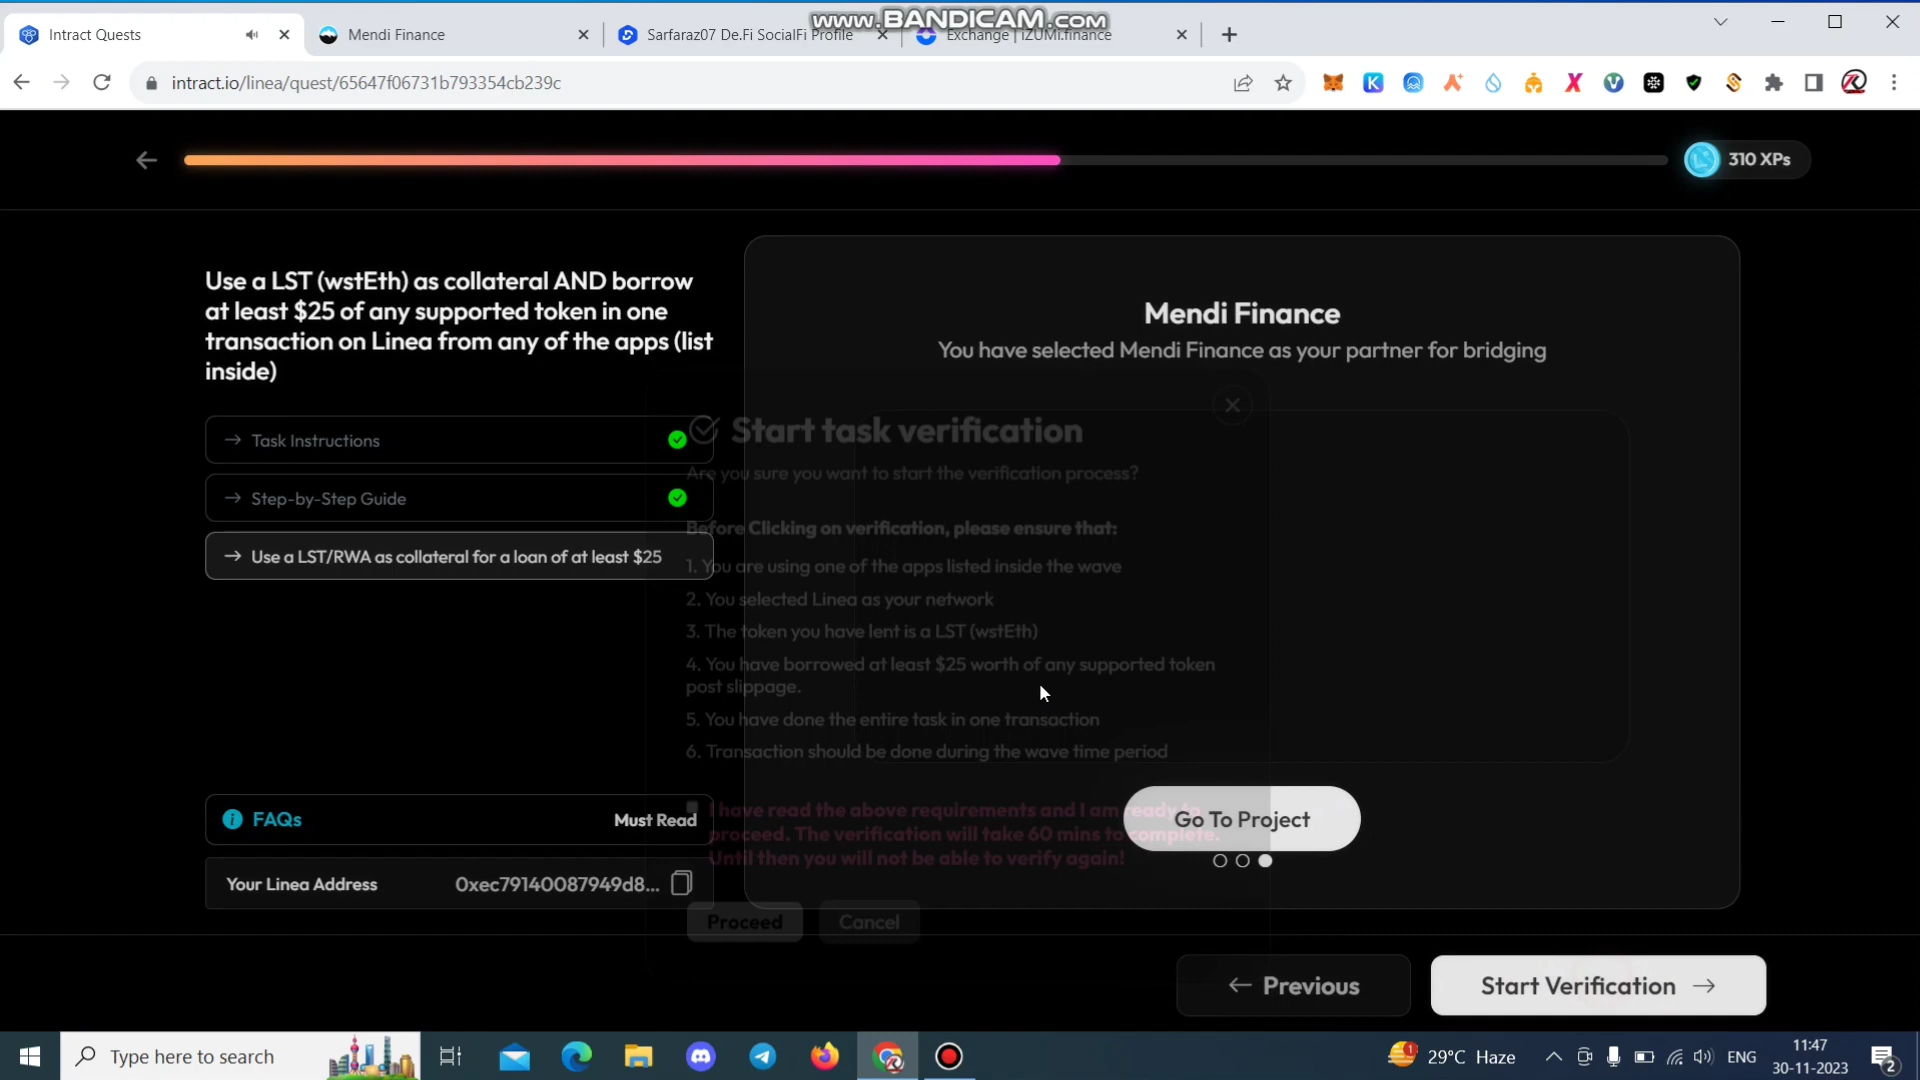 www.BANDICAM.com
Intract Quests
Mendi Finance
Sarfaraz07 De.Fi SocialFi Profile
Exchange | iZUMi.finance
intract.io/linea/quest/65647f06731b793354cb239c
310 XPs
Use a LST (wstEth) as collateral AND borrow
at least $25 of any supported token in one
transaction on Linea from any of the apps (list
inside)
Task Instructions
Step-by-Step Guide
Use a LST/RWA as collateral for a loan of at least $25
FAQs
Must Read
Your Linea Address
0xec79140087949d8...
Mendi Finance
You have selected Mendi Finance as your partner for bridging
Start task verification
Are you sure you want to start the verification process?
Before Clicking on verification, please ensure that:
1. You are using one of the apps listed inside the wave
2. You selected Linea as your network
3. The token you have lent is a LST (wstEth)
4. You have borrowed at least $25 worth of any supported token
post slippage.
5. You have done the entire task in one transaction
6. Transaction should be done during the wave time period
I have read the above requirements and I am ready to
proceed. The verification will take 60 mins to complete.
Until then you will not be able to verify again!
Proceed
Cancel
Go To Project
Previous
Start Verification
Type here to search
29°C Haze
ENG
11:47
30-11-2023
2